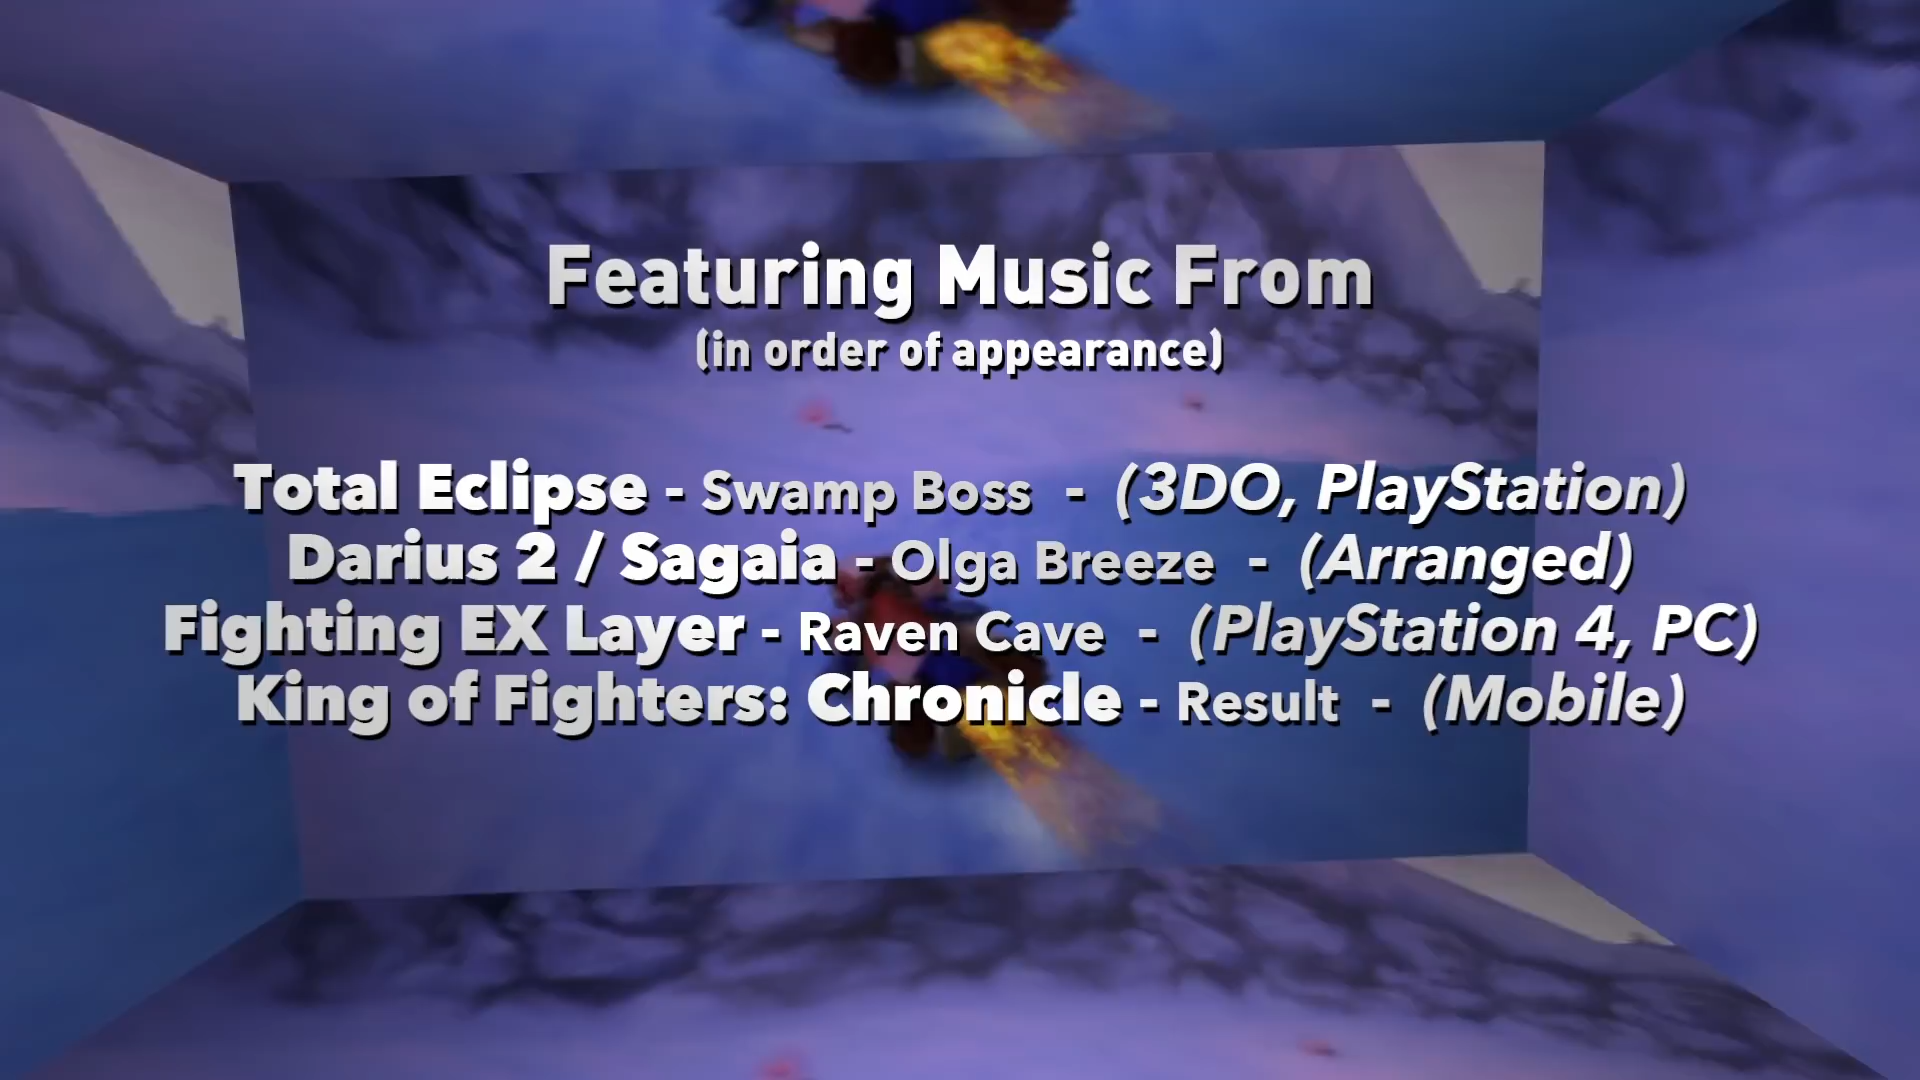 Featuring Music From
(in order of appearance)
Total Eclipse - Swamp Boss - (3DO, PlayStation)
Darius 2 / Sagaia - Olga Breeze - (Arranged)
Fighting EX Layer - Raven Cave - (PlayStation 4, PC)
King of Fighters: Chronicle - Result - (Mobile)